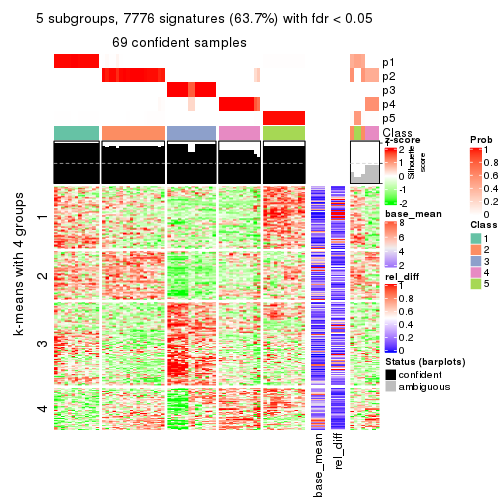 5 subgroups, 7776 signatures (63.7%) with fdr < 0.05
69 confident samples
p1
p2
p3
p4
p5
Class
Silhouette
score
k-means with 4 groups
1
2
3
4
base_mean
rel_diff
z-score
2
1
0
-1
-2
base_mean
8
6
4
2
rel_diff
1
0.8
0.6
0.4
0.2
0
Status (barplots)
confident
ambiguous
Prob
1
0.8
0.6
0.4
0.2
0
Class
1
2
3
4
5